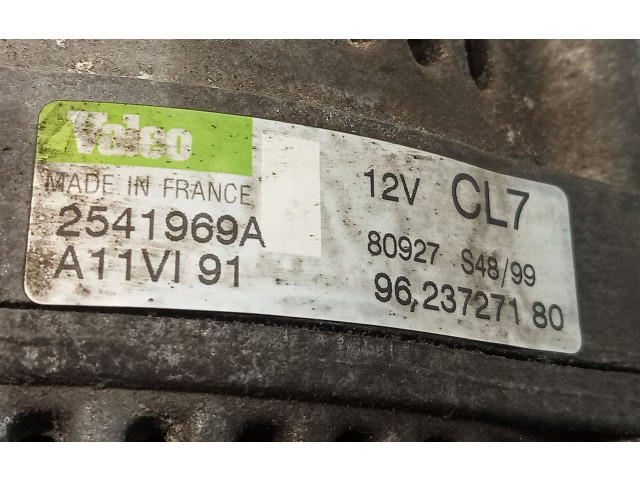 Valeo
MADE IN FRANCE
2541969A
A11VI 91
12V CL7
80927 S48/99
96,237271 80